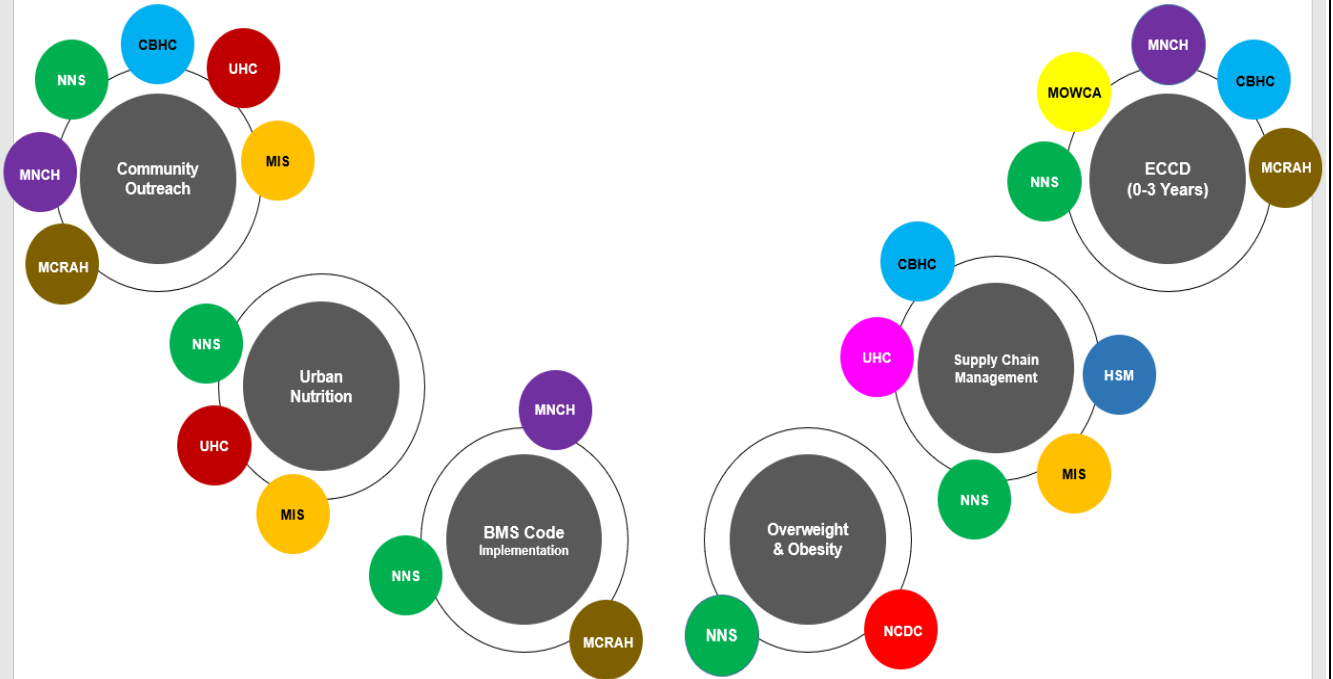 CBHC
UHC
NNS
MIS
MNCH
MCRAH
Community
Outreach
NNS
UHC
MIS
Urban
Nutrition
MNCH
NNS
MCRAH
BMS Code
Implementation
Overweight
& Obesity
NNS
NCDC
CBHC
UHC
HSM
MIS
NNS
Supply Chain
Management
MNCH
MOWCA
CBHC
NNS
MCRAH
ECCD
(0-3 Years)